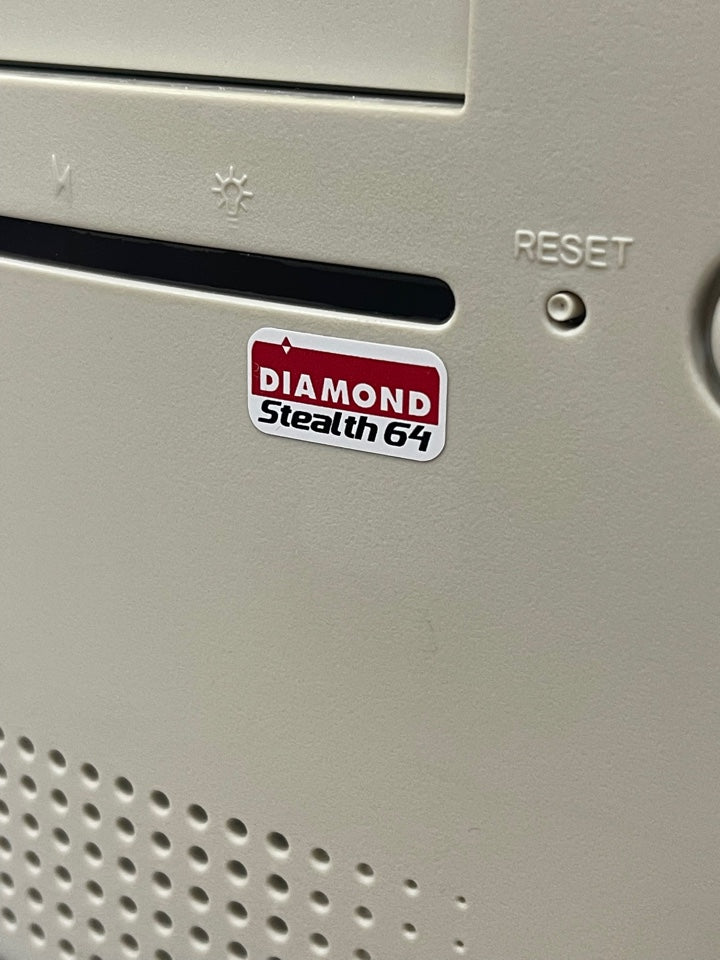 RESET
DIAMOND
Stealth 64